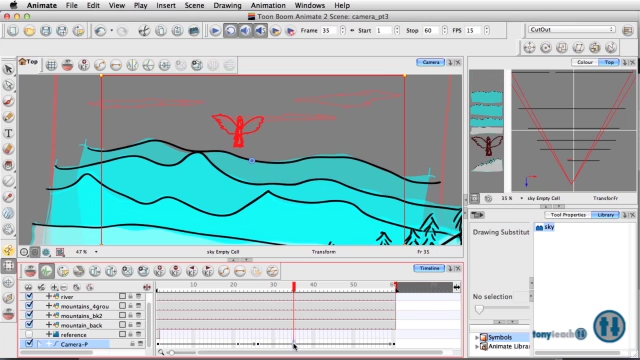 Animate File Edit View Play Insert Scene Drawing Animation Windows Help
Toon Boom Animate 2 Scene: camera_pt3
Frame 35 Start 1 Stop 60 FPS 15
CutOut
Top
Camera
Colour Top
47 %
sky Empty Cell
Transform
Fr 35
35 %
sky Empty Cell
TransforFr
Timeline
Tool Properties Library
Drawing Substitut
sky
No selection
Symbols
Animate Library
tonyteach
10 20 30 40 50
river
mountains_4grou
mountains_bk2
mountain_back
reference
Camera-P